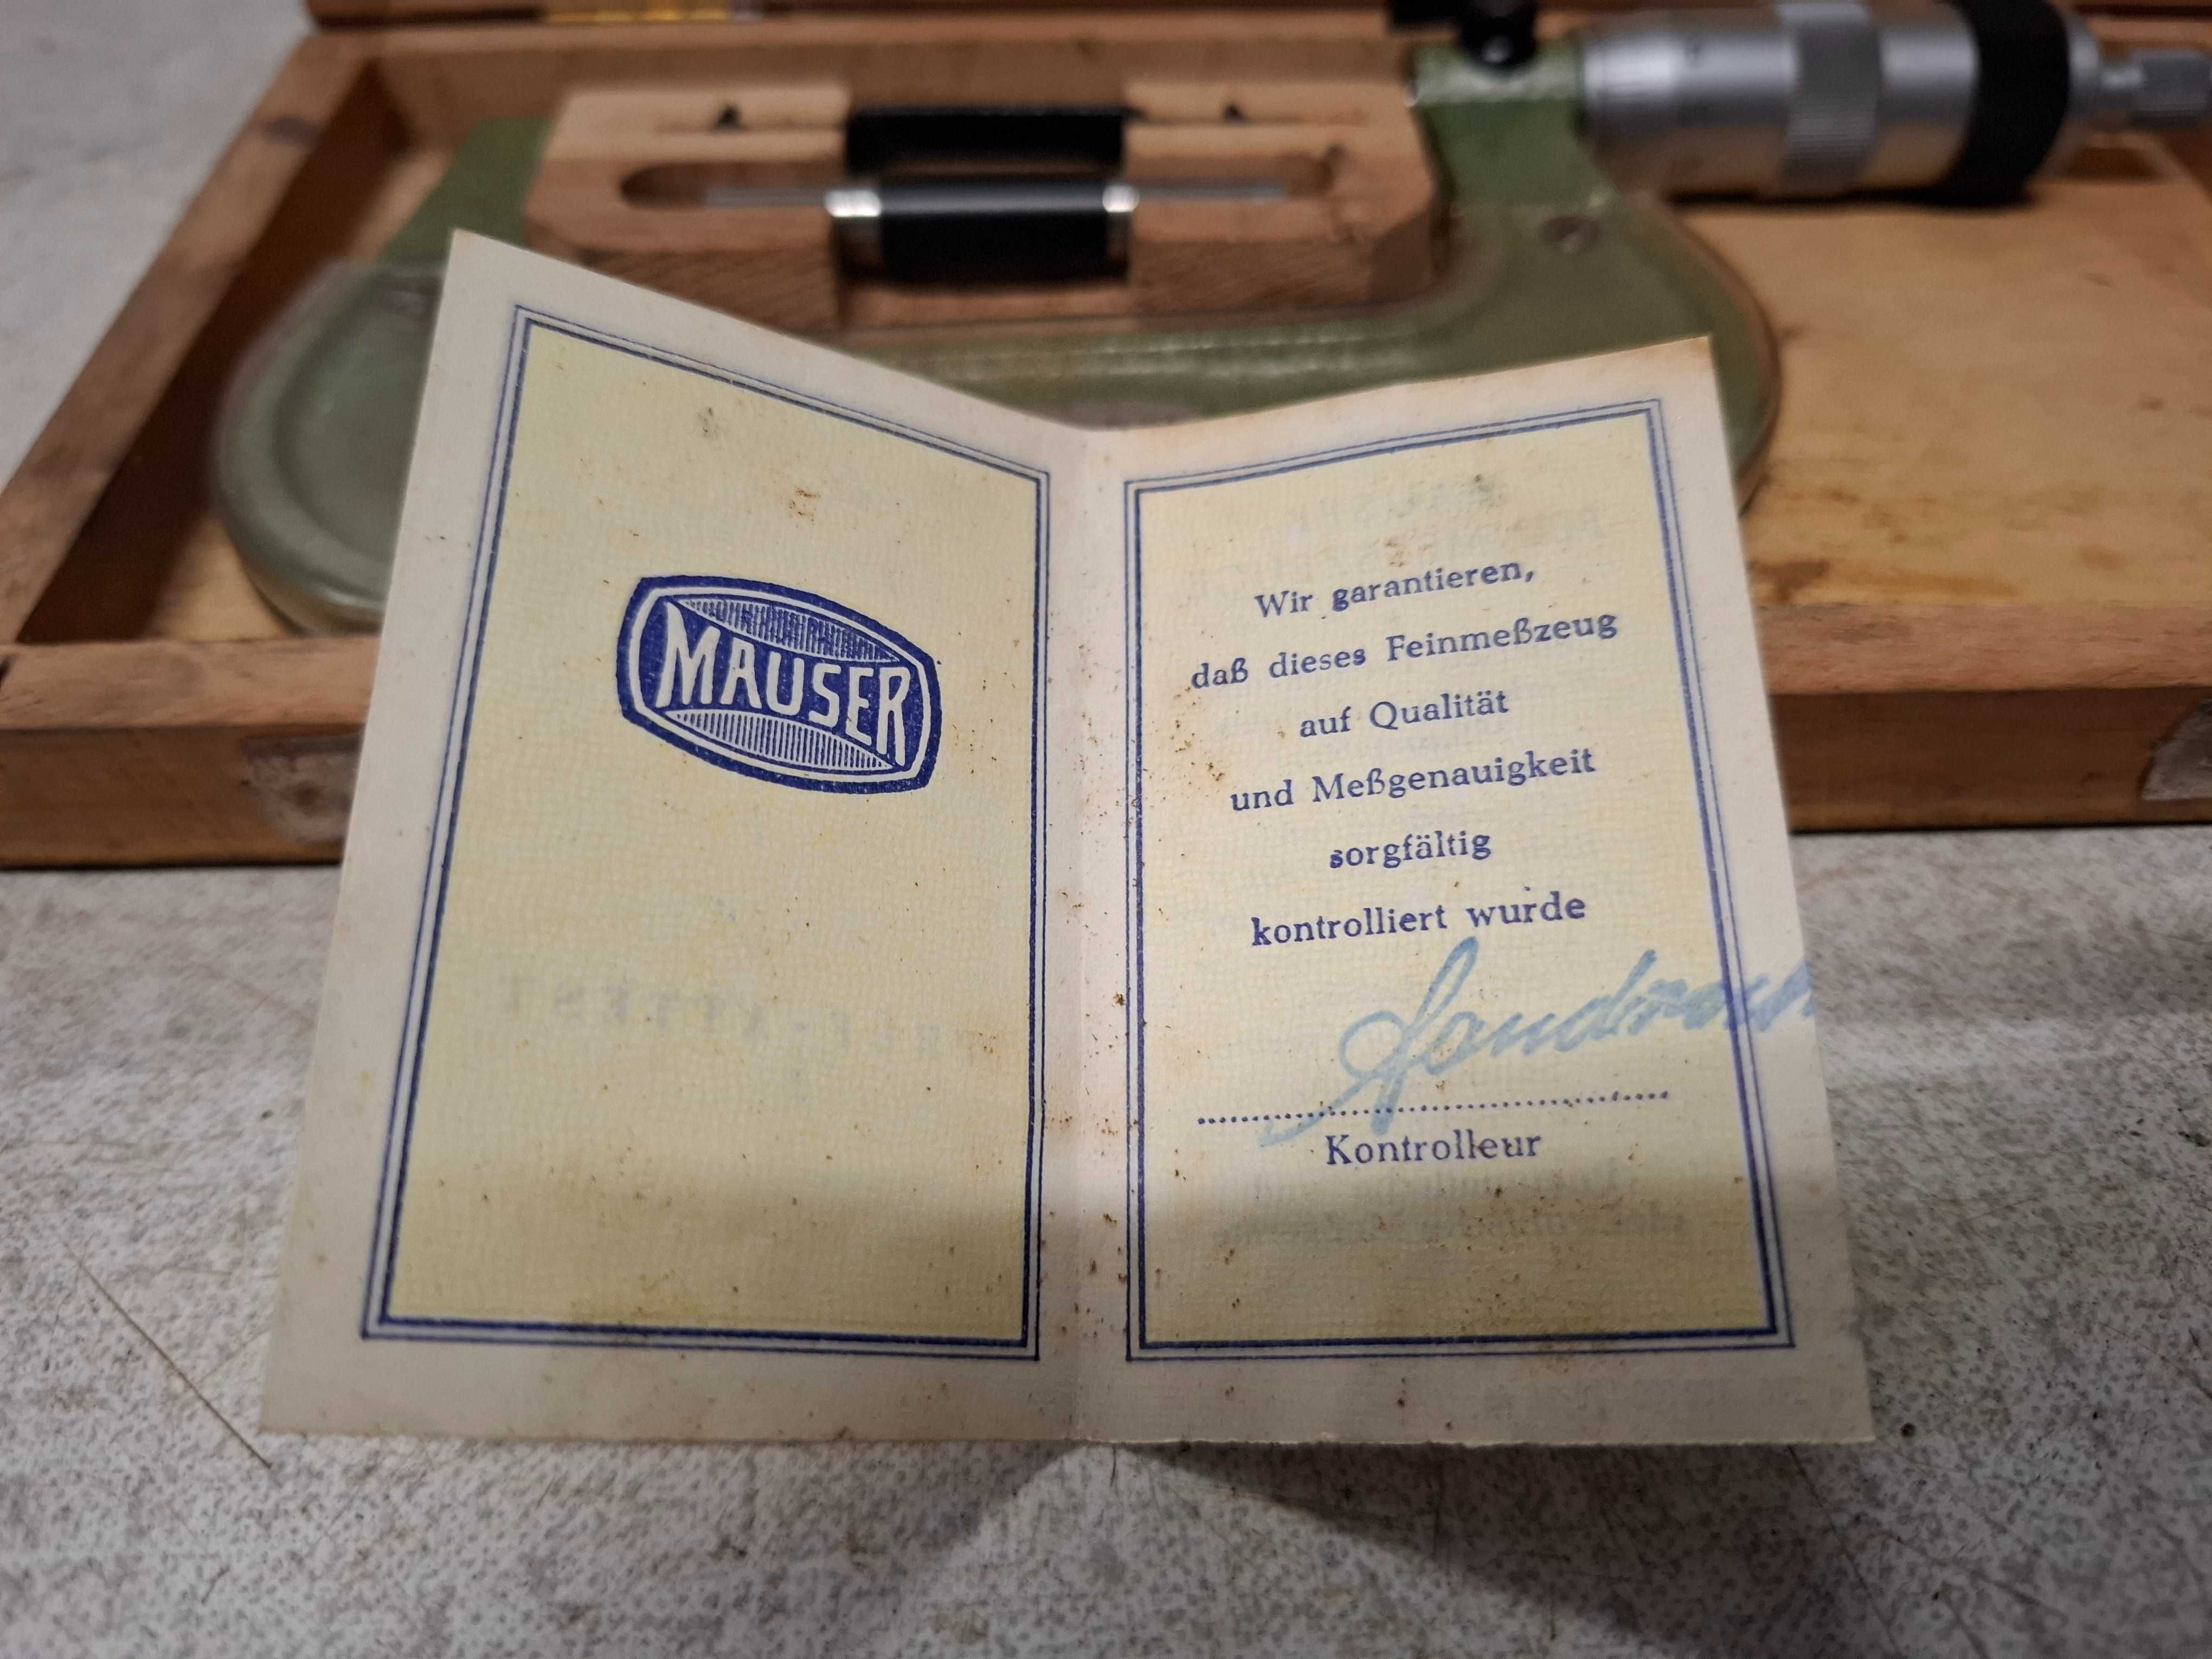 MAUSER
Wir garantieren,
daß dieses Feinmeßzeug
auf Qualität
und Meßgenauigkeit
sorgfältig
kontrolliert wurde
Kontrolleur